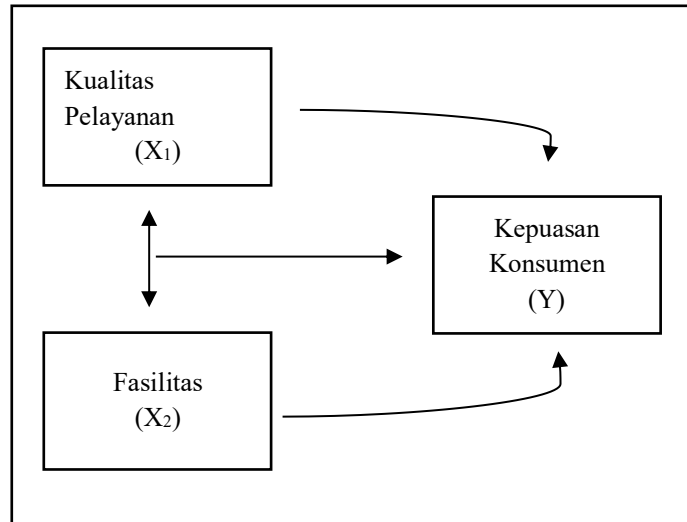 Kualitas
Pelayanan
(X₁)
Kepuasan
Konsumen
(Y)
Fasilitas
(X₂)